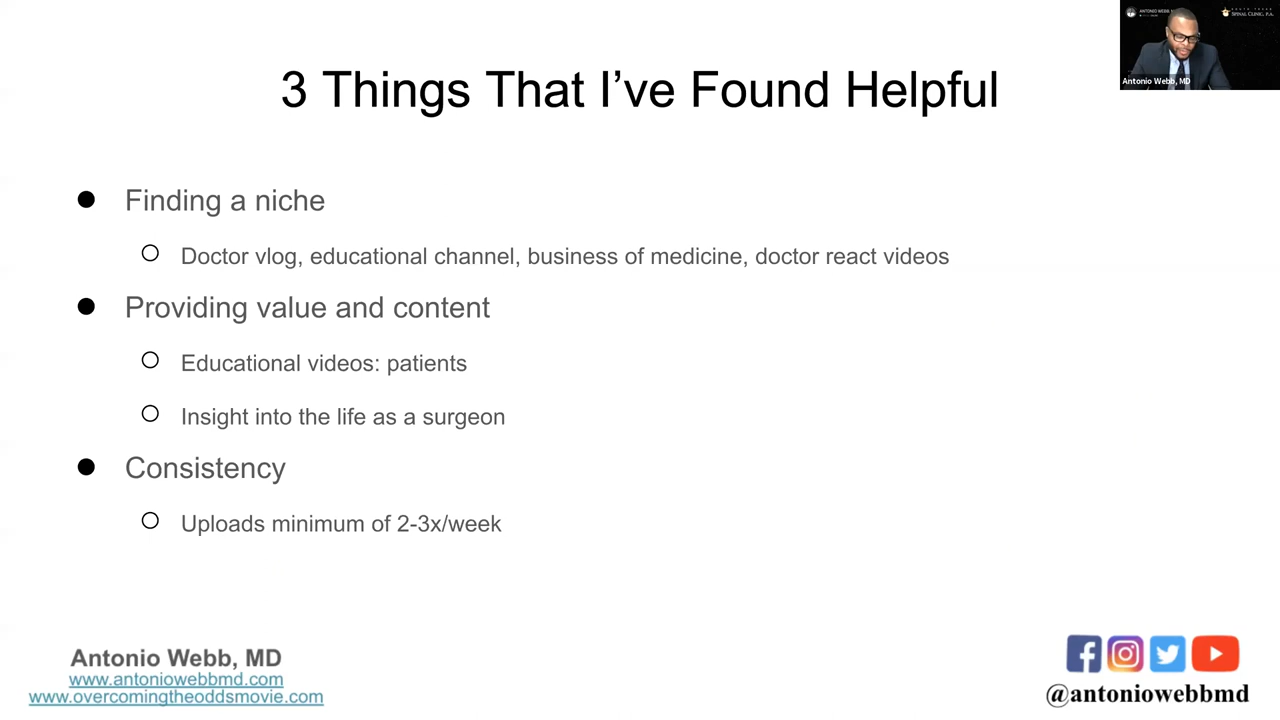 3 Things That I've Found Helpful
Finding a niche
Doctor vlog, educational channel, business of medicine, doctor react videos
Providing value and content
Educational videos: patients
Insight into the life as a surgeon
Consistency
Uploads minimum of 2-3x/week
Antonio Webb, MD
www.antoniowebbmd.com
www.overcomingtheoddsmovie.com
@antoniowebbmd
SPINAL CLINIC, P.A.
Antonio Webb, MD